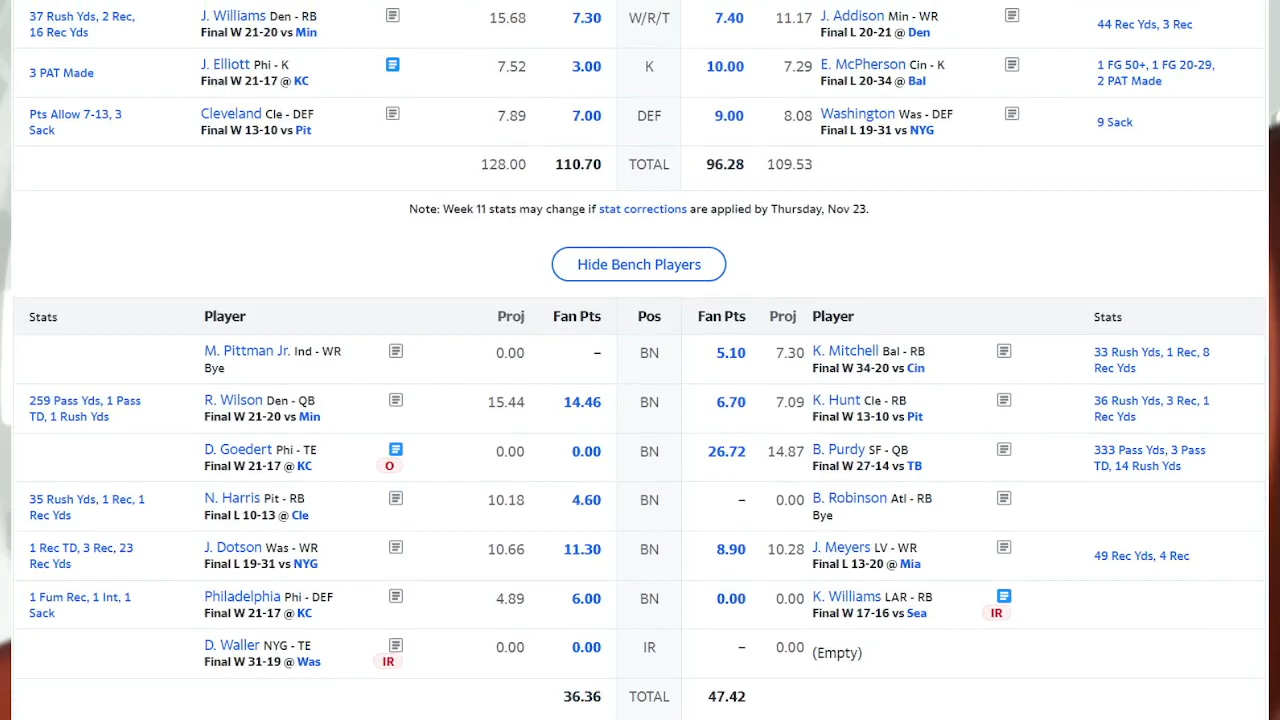 37 Rush Yds, 2 Rec,
16 Rec Yds
J. Williams Den - RB
Final W 21-20 vs Min
15.68 7.30 W/R/T 7.40 11.17
J. Addison Min - WR
Final L 20-21 @ Den
44 Rec Yds, 3 Rec
3 PAT Made
J. Elliott Phi - K
Final W 21-17 @ KC
7.52 3.00 K 10.00 7.29
E. McPherson Cin - K
Final L 20-34 @ Bal
1 FG 50+, 1 FG 20-29,
2 PAT Made
Pts Allow 7-13, 3
Sack
Cleveland Cle - DEF
Final W 13-10 vs Pit
7.89 7.00 DEF 9.00 8.08
Washington Was - DEF
Final L 19-31 vs NYG
9 Sack
128.00 110.70 TOTAL 96.28 109.53
Note: Week 11 stats may change if stat corrections are applied by Thursday, Nov 23.
Hide Bench Players
Stats Player Proj Fan Pts Pos Fan Pts Proj Player Stats
M. Pittman Jr. Ind - WR
Bye
0.00 – BN 5.10 7.30
K. Mitchell Bal - RB
Final W 34-20 vs Cin
33 Rush Yds, 1 Rec, 8
Rec Yds
259 Pass Yds, 1 Pass
TD, 1 Rush Yds
R. Wilson Den - QB
Final W 21-20 vs Min
15.44 14.46 BN 6.70 7.09
K. Hunt Cle - RB
Final W 13-10 vs Pit
36 Rush Yds, 3 Rec, 1
Rec Yds
D. Goedert Phi - TE
Final W 21-17 @ KC
O
0.00 0.00 BN 26.72 14.87
B. Purdy SF - QB
Final W 27-14 vs TB
333 Pass Yds, 3 Pass
TD, 14 Rush Yds
35 Rush Yds, 1 Rec, 1
Rec Yds
N. Harris Pit - RB
Final L 10-13 @ Cle
10.18 4.60 BN – 0.00
B. Robinson Atl - RB
Bye
1 Rec TD, 3 Rec, 23
Rec Yds
J. Dotson Was - WR
Final L 19-31 vs NYG
10.66 11.30 BN 8.90 10.28
J. Meyers LV - WR
Final L 13-20 @ Mia
49 Rec Yds, 4 Rec
1 Fum Rec, 1 Int, 1
Sack
Philadelphia Phi - DEF
Final W 21-17 @ KC
4.89 6.00 BN 0.00 0.00
K. Williams LAR - RB
Final W 17-16 vs Sea
IR
D. Waller NYG - TE
Final W 31-19 @ Was
IR
0.00 0.00 IR – 0.00
(Empty)
36.36 TOTAL 47.42